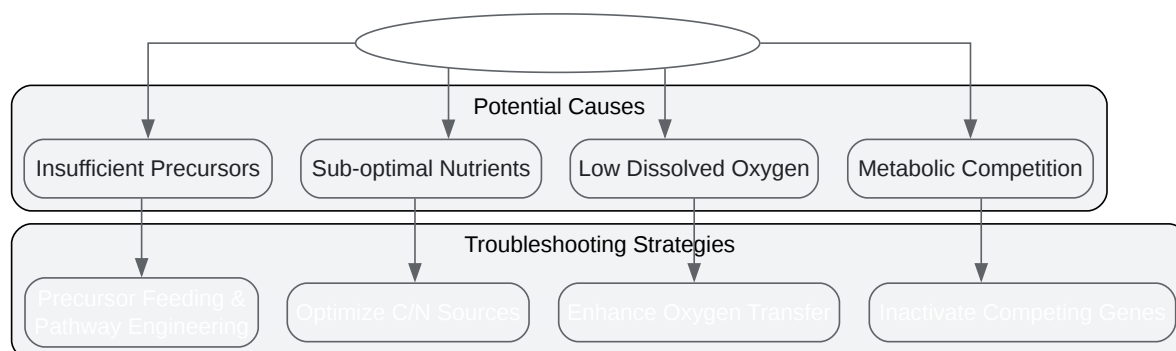 Potential Causes
Insufficient Precursors
Sub-optimal Nutrients
Low Dissolved Oxygen
Metabolic Competition
Troubleshooting Strategies
Precursor Feeding &
Pathway Engineering
Optimize C/N Sources
Enhance Oxygen Transfer
Inactivate Competing Genes